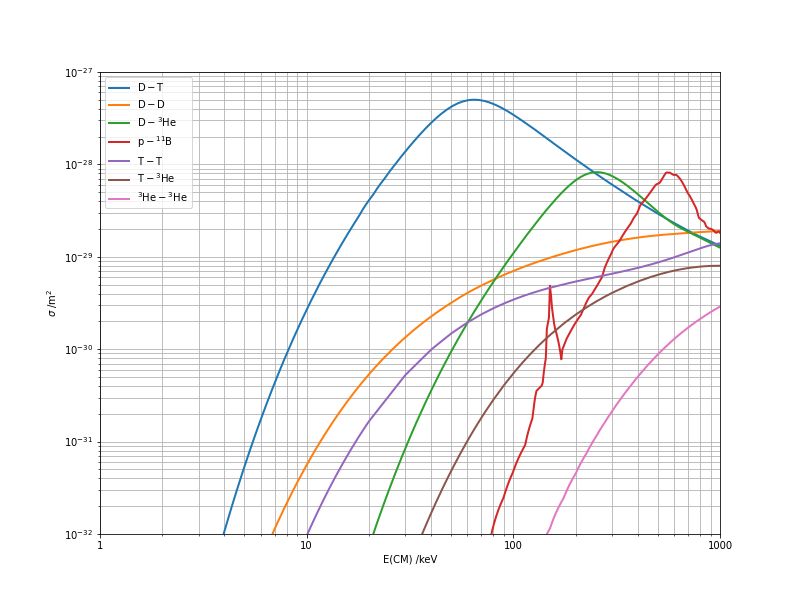 10⁻²⁷
10⁻²⁸
10⁻²⁹
10⁻³⁰
10⁻³¹
10⁻³²
σ /m²
D − T
D − D
D − ³He
p − ¹¹B
T − T
T − ³He
³He − ³He
1 10 100 1000
E(CM) /keV